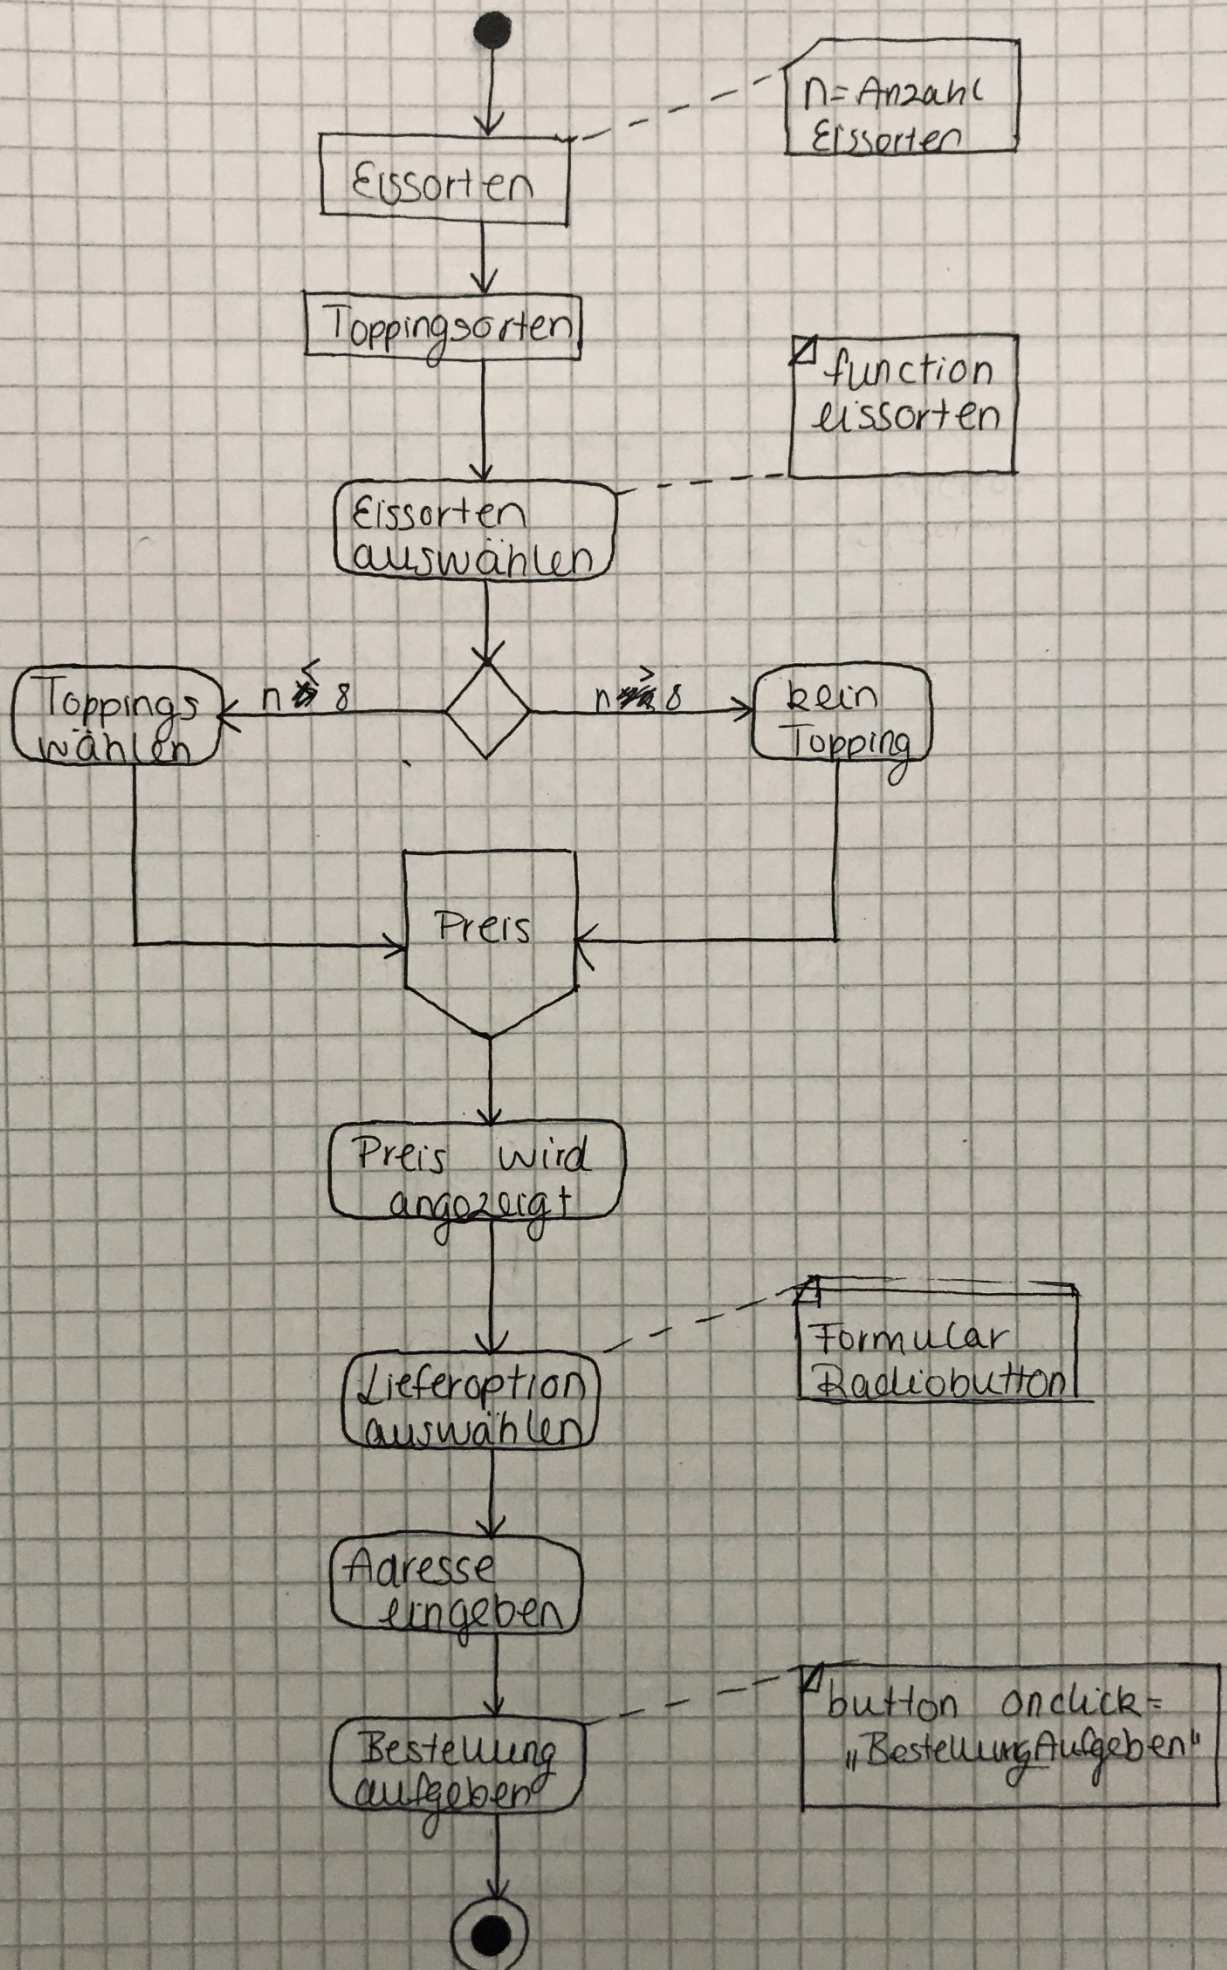 n=Anzahl
Eissorten
Eissorten
Toppingsorten
function
eissorten
Eissorten
auswählen
n < 8
n > 8
Toppings
wählen
kein
Topping
Preis
Preis wird
angezeigt
Lieferoption
auswählen
Formular
Radiobutton
Adresse
eingeben
button onclick=
„BestellungAufgeben“
Bestellung
aufgeben